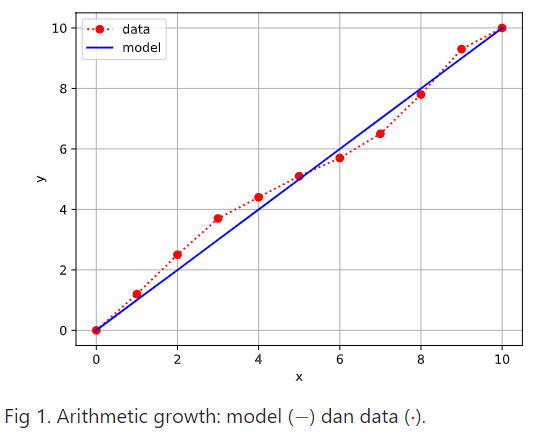 data
model
10
8
6
4
2
0
y
0 2 4 6 8 10
x
Fig 1. Arithmetic growth: model (−) dan data (·).